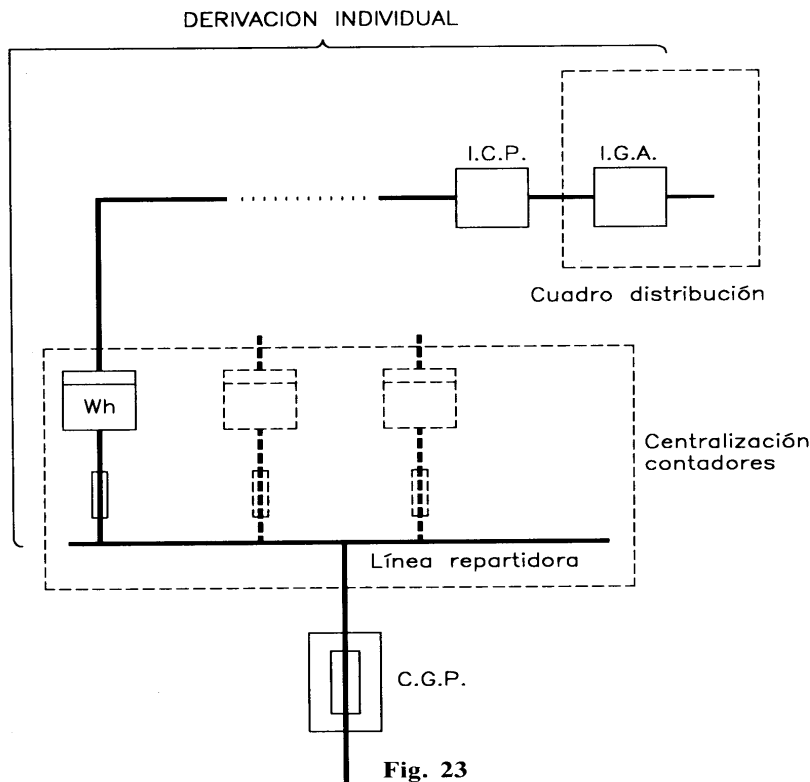 DERIVACION INDIVIDUAL
I.C.P.
I.G.A.
Cuadro distribución
Wh
Centralización
contadores
Línea repartidora
C.G.P.
Fig. 23